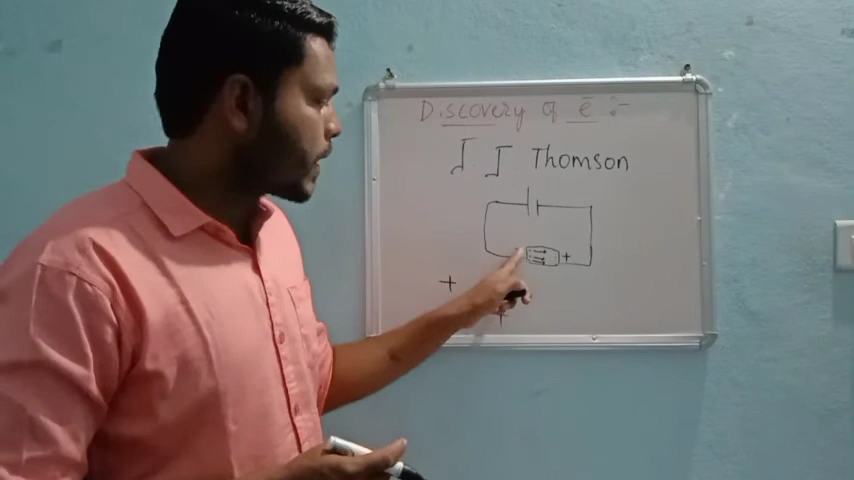 Discovery of ē :-
J J Thomson
+
+
+